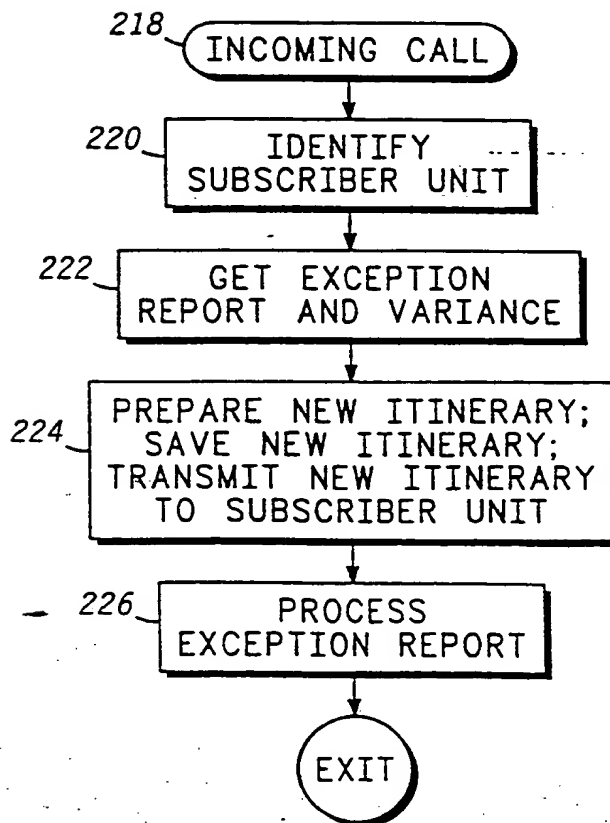 218
INCOMING CALL
220
IDENTIFY
SUBSCRIBER UNIT
222
GET EXCEPTION
REPORT AND VARIANCE
224
PREPARE NEW ITINERARY;
SAVE NEW ITINERARY;
TRANSMIT NEW ITINERARY
TO SUBSCRIBER UNIT
226
PROCESS
EXCEPTION REPORT
EXIT